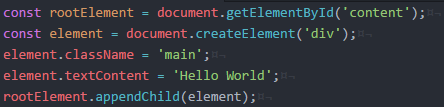 const rootElement = document.getElementById('content');¤¬
const element = document.createElement('div');¤¬
element.className = 'main';¤¬
element.textContent = 'Hello World';¤¬
rootElement.appendChild(element);¤¬